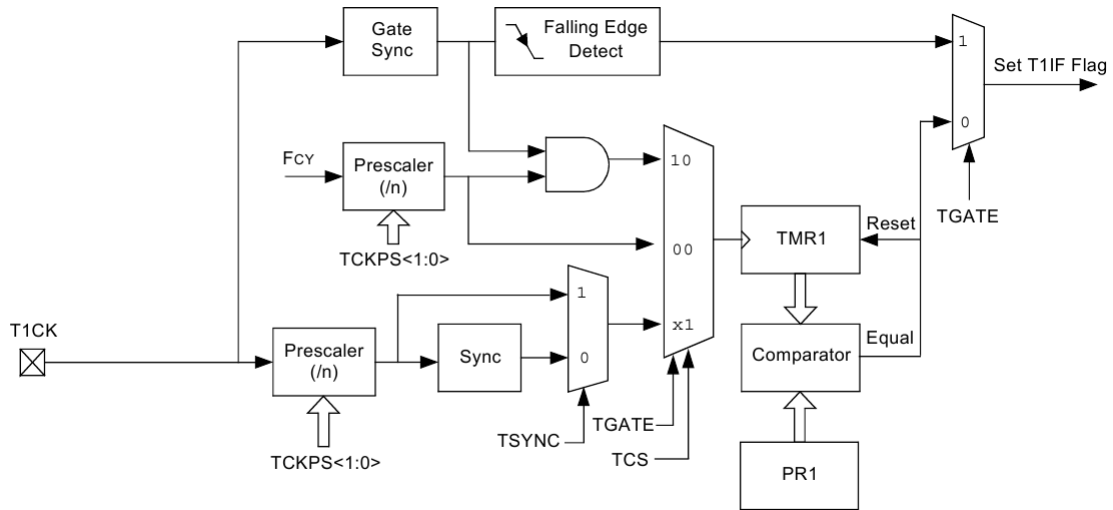 Gate
Sync
Falling Edge
Detect
1
Set T1IF Flag
0
TGATE
FCY
Prescaler
(/n)
TCKPS<1:0>
10
00
x1
TMR1
Reset
T1CK
Prescaler
(/n)
TCKPS<1:0>
Sync
1
0
TSYNC
TGATE
TCS
Comparator
Equal
PR1